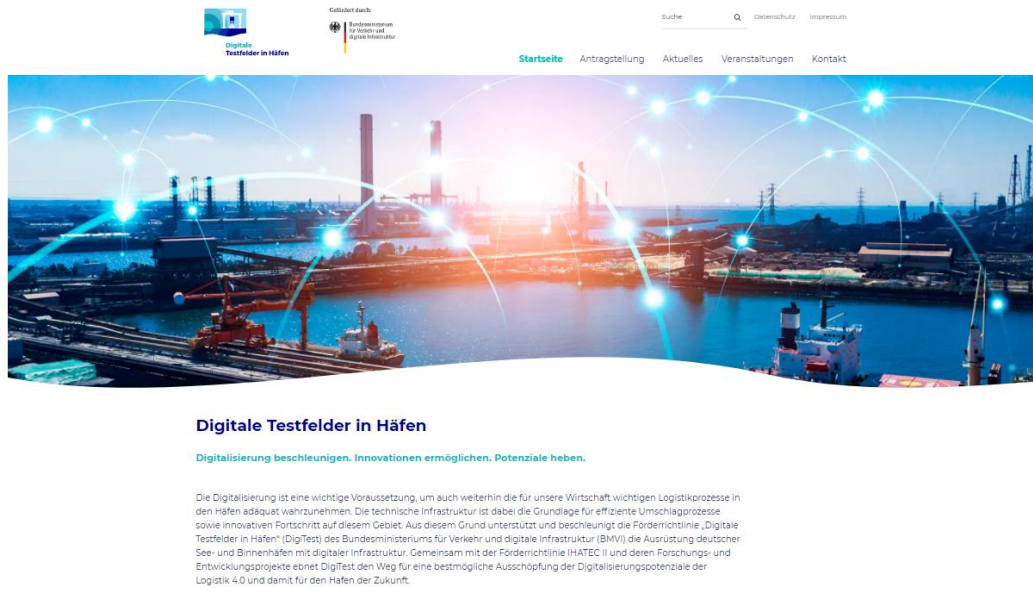 Gefördert durch:
Bundesministerium
für Verkehr und
digitale Infrastruktur
Digitale
Testfelder in Häfen
Suche
Datenschutz
Impressum
Startseite
Antragstellung
Aktuelles
Veranstaltungen
Kontakt
Digitale Testfelder in Häfen
Digitalisierung beschleunigen. Innovationen ermöglichen. Potenziale heben.
Die Digitalisierung ist eine wichtige Voraussetzung, um auch weiterhin die für unsere Wirtschaft wichtigen Logistikprozesse in
den Häfen adäquat wahrzunehmen. Die technische Infrastruktur ist dabei die Grundlage für effiziente Umschlagprozesse
sowie innovativen Fortschritt auf diesem Gebiet. Aus diesem Grund unterstützt und beschleunigt die Förderrichtlinie „Digitale
Testfelder in Häfen“ (DigiTest) des Bundesministeriums für Verkehr und digitale Infrastruktur (BMVI) die Ausrüstung deutscher
See- und Binnenhäfen mit digitaler Infrastruktur. Gemeinsam mit der Förderrichtlinie IHATEC II und deren Forschungs- und
Entwicklungsprojekte ebnet DigiTest den Weg für eine bestmögliche Ausschöpfung der Digitalisierungspotenziale der
Logistik 4.0 und damit für den Hafen der Zukunft.